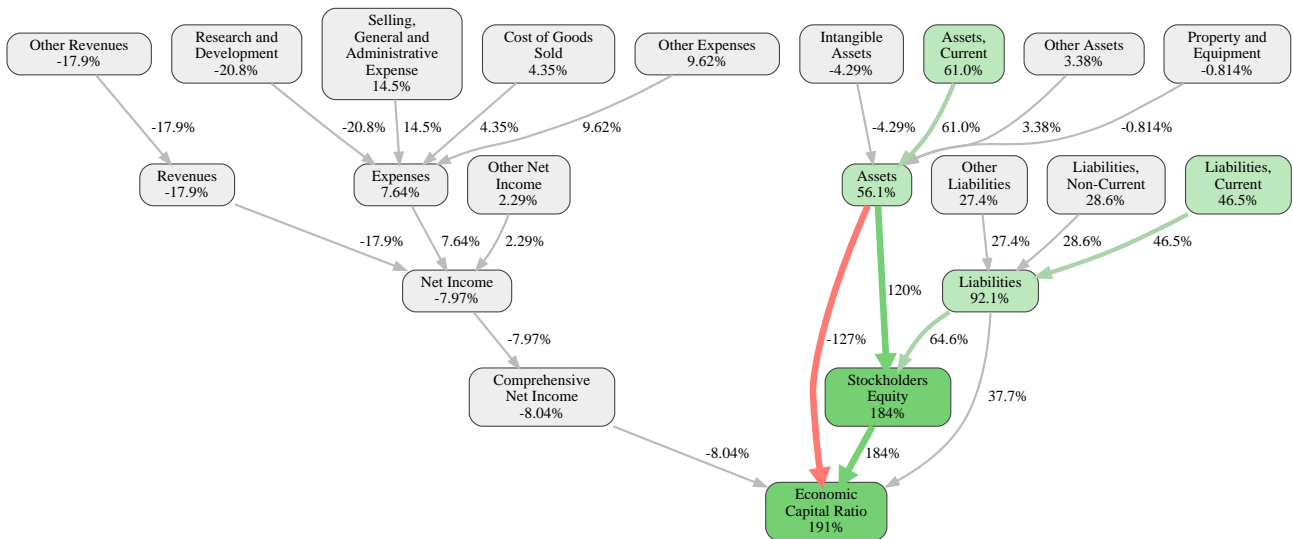 Other Revenues
-17.9%
Research and
Development
-20.8%
Selling,
General and
Administrative
Expense
14.5%
Cost of Goods
Sold
4.35%
Other Expenses
9.62%
Intangible
Assets
-4.29%
Assets,
Current
61.0%
Other Assets
3.38%
Property and
Equipment
-0.814%
-17.9%
-20.8%
14.5%
4.35%
9.62%
-4.29%
61.0%
3.38%
-0.814%
Revenues
-17.9%
Expenses
7.64%
Other Net
Income
2.29%
Assets
56.1%
Other
Liabilities
27.4%
Liabilities,
Non-Current
28.6%
Liabilities,
Current
46.5%
-17.9%
7.64%
2.29%
27.4%
28.6%
46.5%
Net Income
-7.97%
120%
Liabilities
92.1%
-7.97%
-127%
64.6%
Comprehensive
Net Income
-8.04%
Stockholders
Equity
184%
37.7%
-8.04%
184%
Economic
Capital Ratio
191%